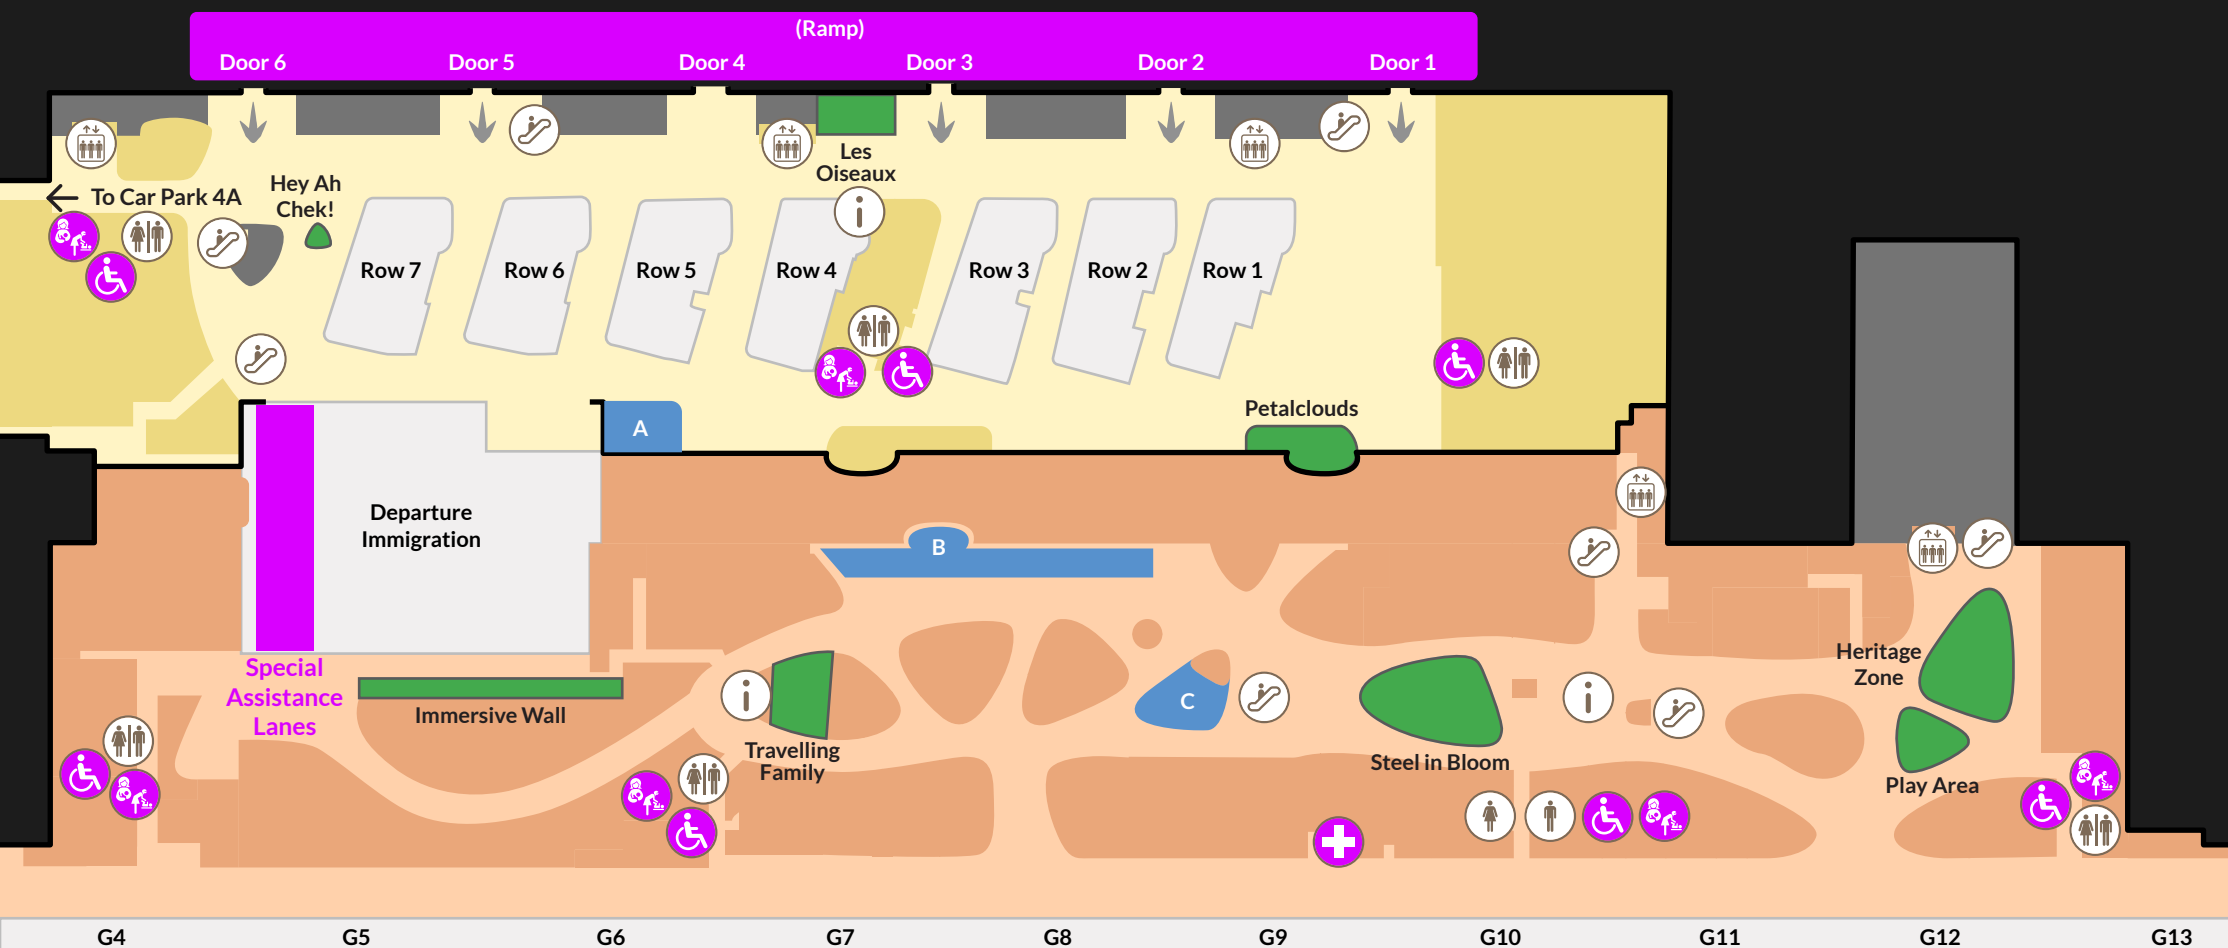 (Ramp)
Door 6
Door 5
Door 4
Door 3
Door 2
Door 1
Les
Oiseaux
To Car Park 4A
Hey Ah
Chek!
Row 7
Row 6
Row 5
Row 4
Row 3
Row 2
Row 1
A
Petalclouds
Departure
Immigration
B
Special
Assistance
Lanes
Immersive Wall
Travelling
Family
C
Steel in Bloom
Heritage
Zone
Play Area
G4
G5
G6
G7
G8
G9
G10
G11
G12
G13